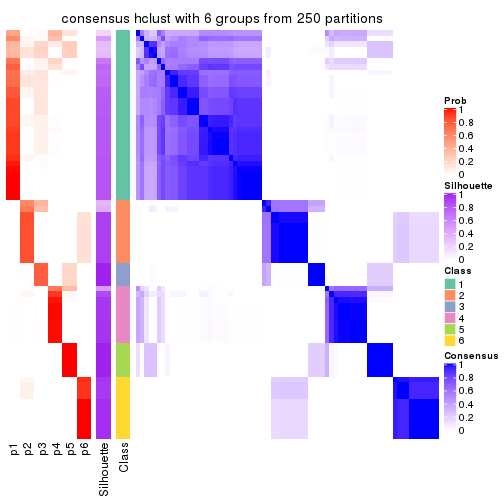 consensus hclust with 6 groups from 250 partitions
Prob
1
0.8
0.6
0.4
0.2
0
Silhouette
1
0.8
0.6
0.4
0.2
0
Class
1
2
3
4
5
6
Consensus
1
0.8
0.6
0.4
0.2
0
p1
p2
p3
p4
p5
p6
Silhouette
Class